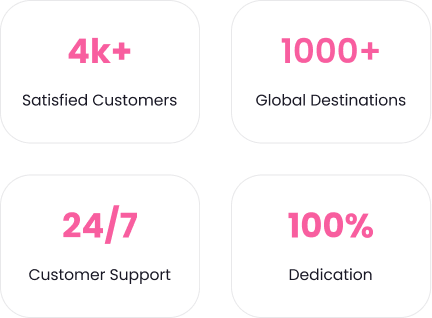 4k+
Satisfied Customers
1000+
Global Destinations
24/7
Customer Support
100%
Dedication